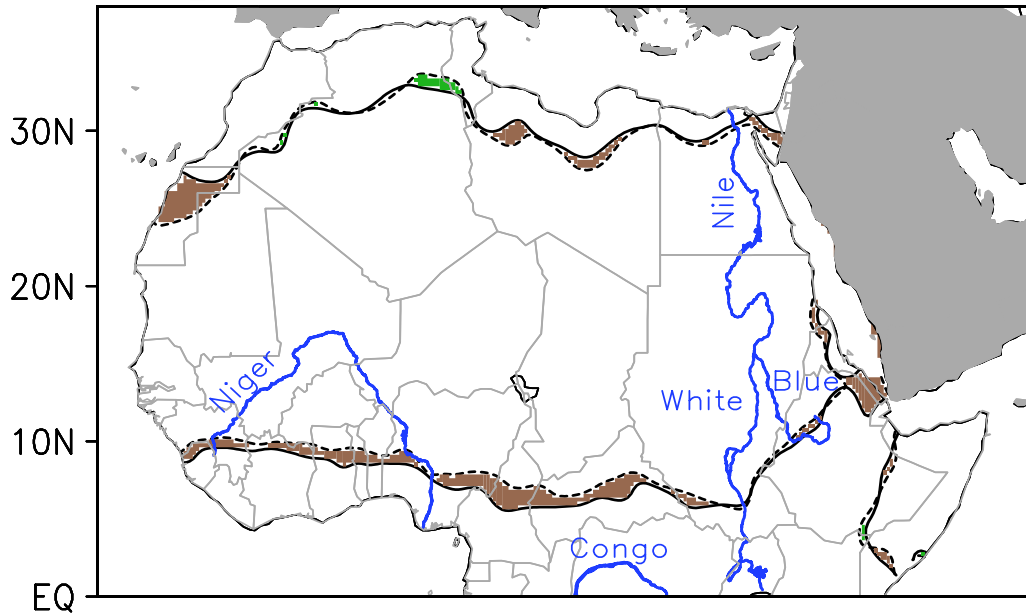 30N
Nile
20N
Niger
Blue
White
10N
Congo
EQ